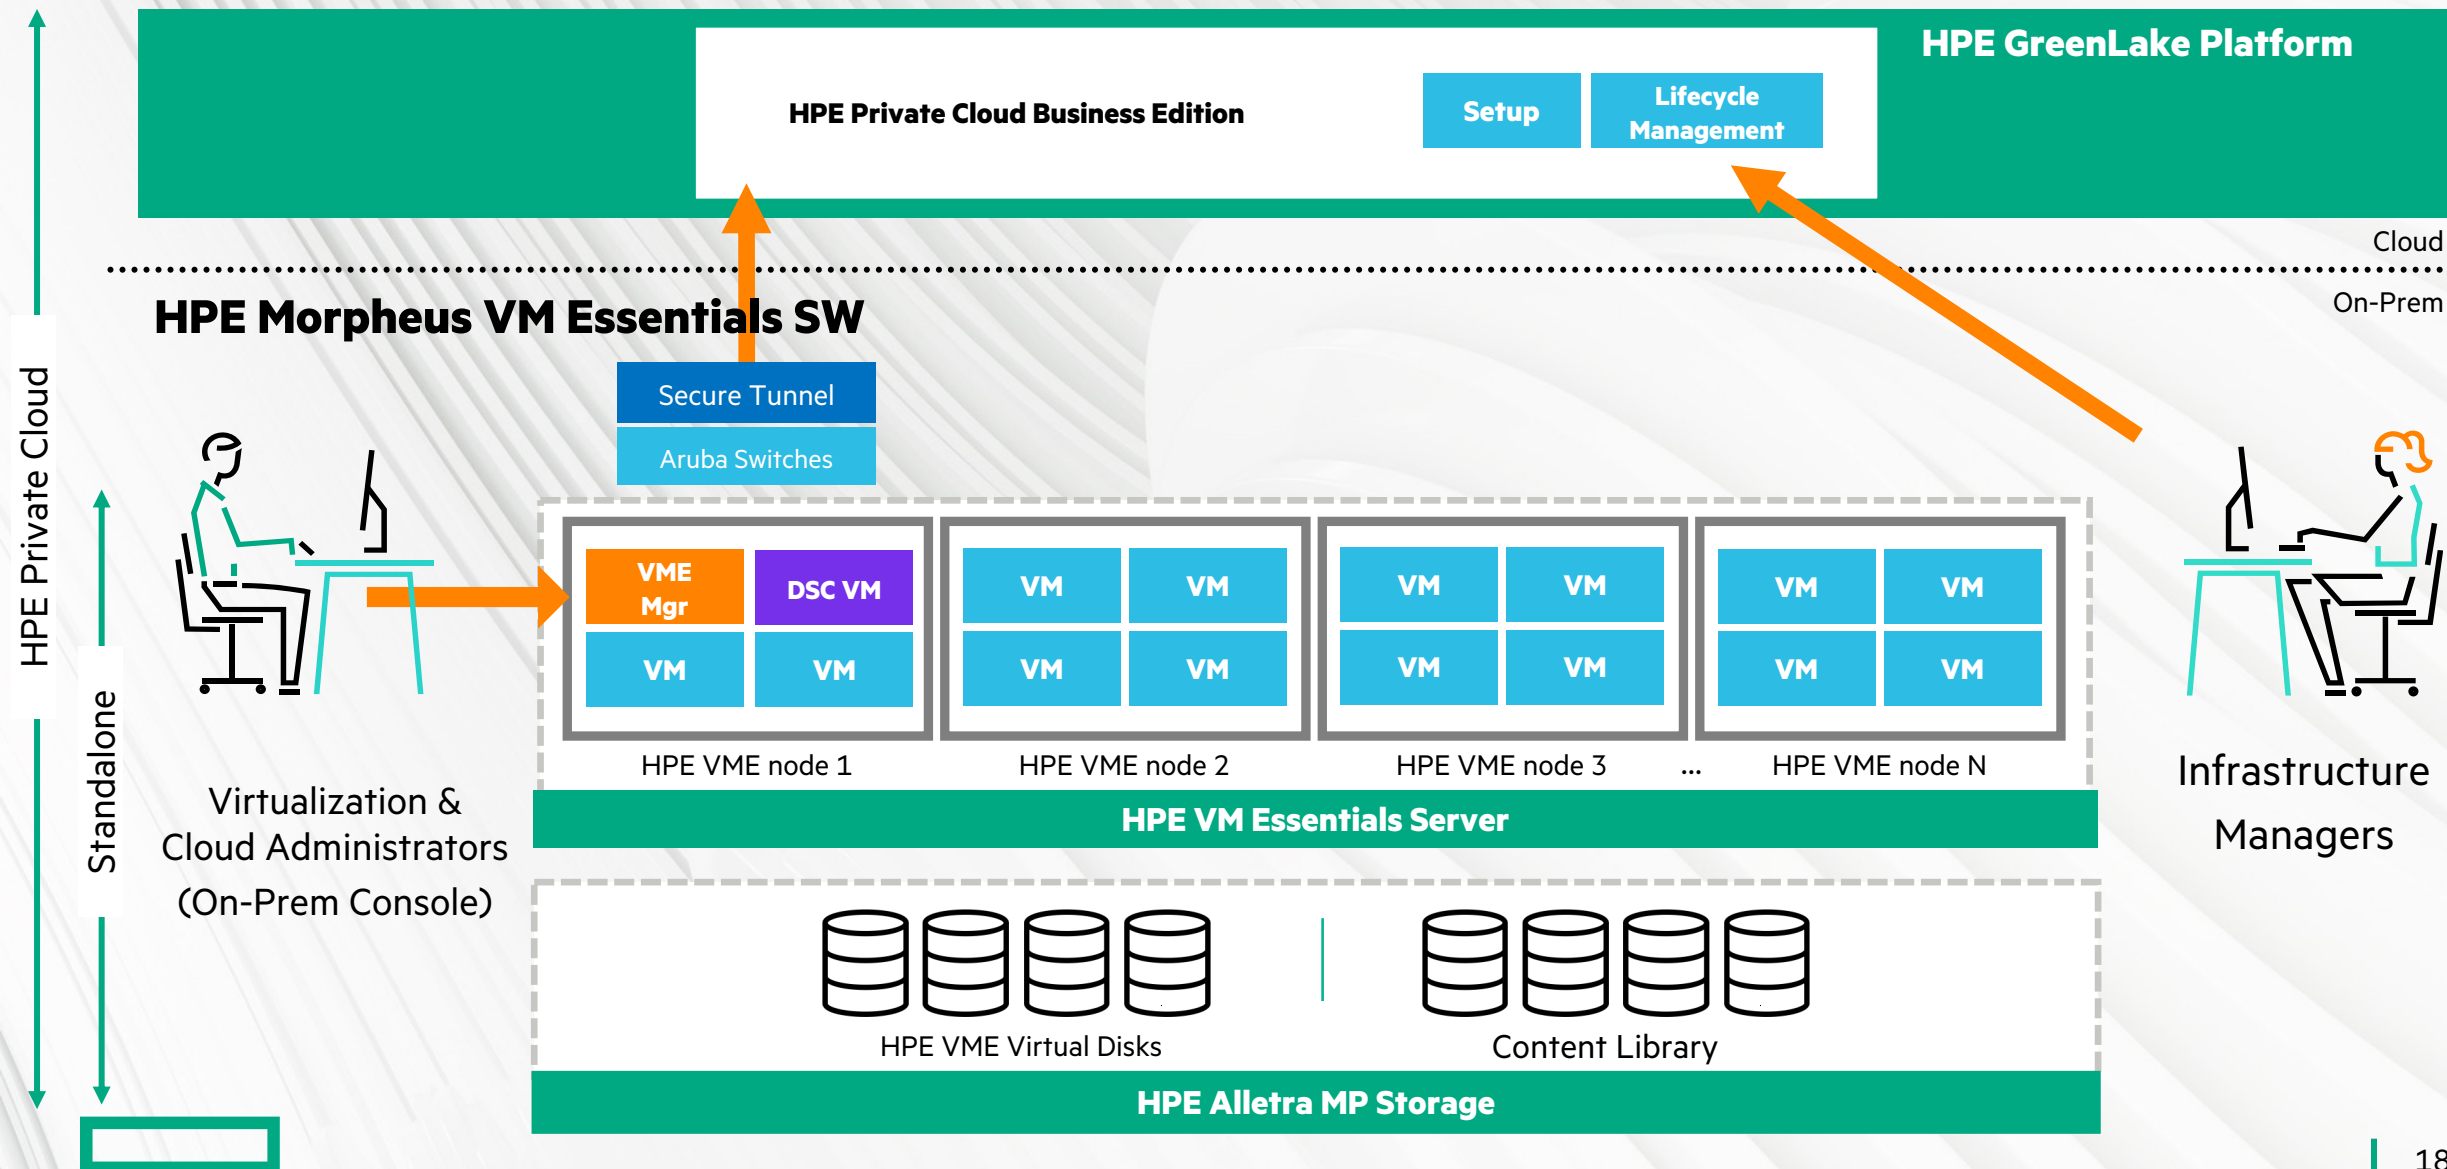 HPE GreenLake Platform
HPE Private Cloud Business Edition
Setup
Lifecycle
Management
Cloud
On-Prem
HPE Morpheus VM Essentials SW
Secure Tunnel
Aruba Switches
HPE Private Cloud
Standalone
Virtualization &
Cloud Administrators
(On-Prem Console)
VME
Mgr
DSC VM
VM
VM
HPE VME node 1
VM
VM
VM
VM
HPE VME node 2
VM
VM
VM
VM
HPE VME node 3
...
VM
VM
VM
VM
HPE VME node N
HPE VM Essentials Server
Infrastructure
Managers
HPE VME Virtual Disks
Content Library
HPE Alletra MP Storage
18